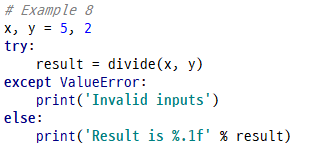 # Example 8
x, y = 5, 2
try:
    result = divide(x, y)
except ValueError:
    print('Invalid inputs')
else:
    print('Result is %.1f' % result)